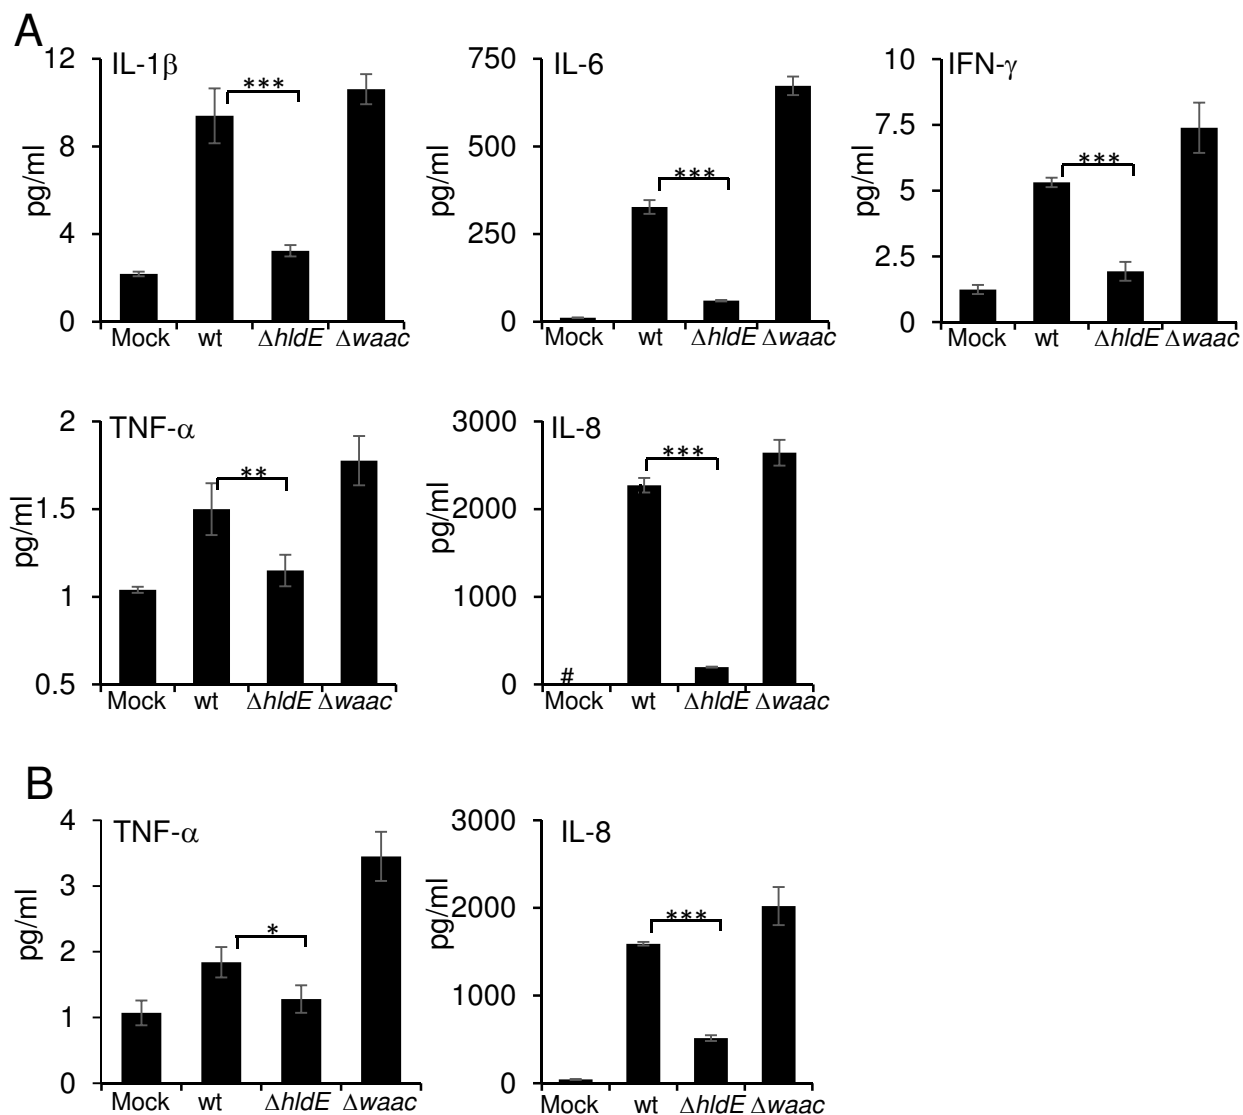 A
IL-1β
12
8
4
0
pg/ml
***
Mock wt ΔhldE Δwaac
IL-6
750
500
250
0
pg/ml
***
Mock wt ΔhldE Δwaac
IFN-γ
10
7.5
5
2.5
0
pg/ml
***
Mock wt ΔhldE Δwaac
TNF-α
2
1.5
1
0.5
pg/ml
**
Mock wt ΔhldE Δwaac
IL-8
3000
2000
1000
0
pg/ml
***
#
Mock wt ΔhldE Δwaac
B
TNF-α
4
3
2
1
0
pg/ml
*
Mock wt ΔhldE Δwaac
IL-8
3000
2000
1000
0
pg/ml
***
Mock wt ΔhldE Δwaac